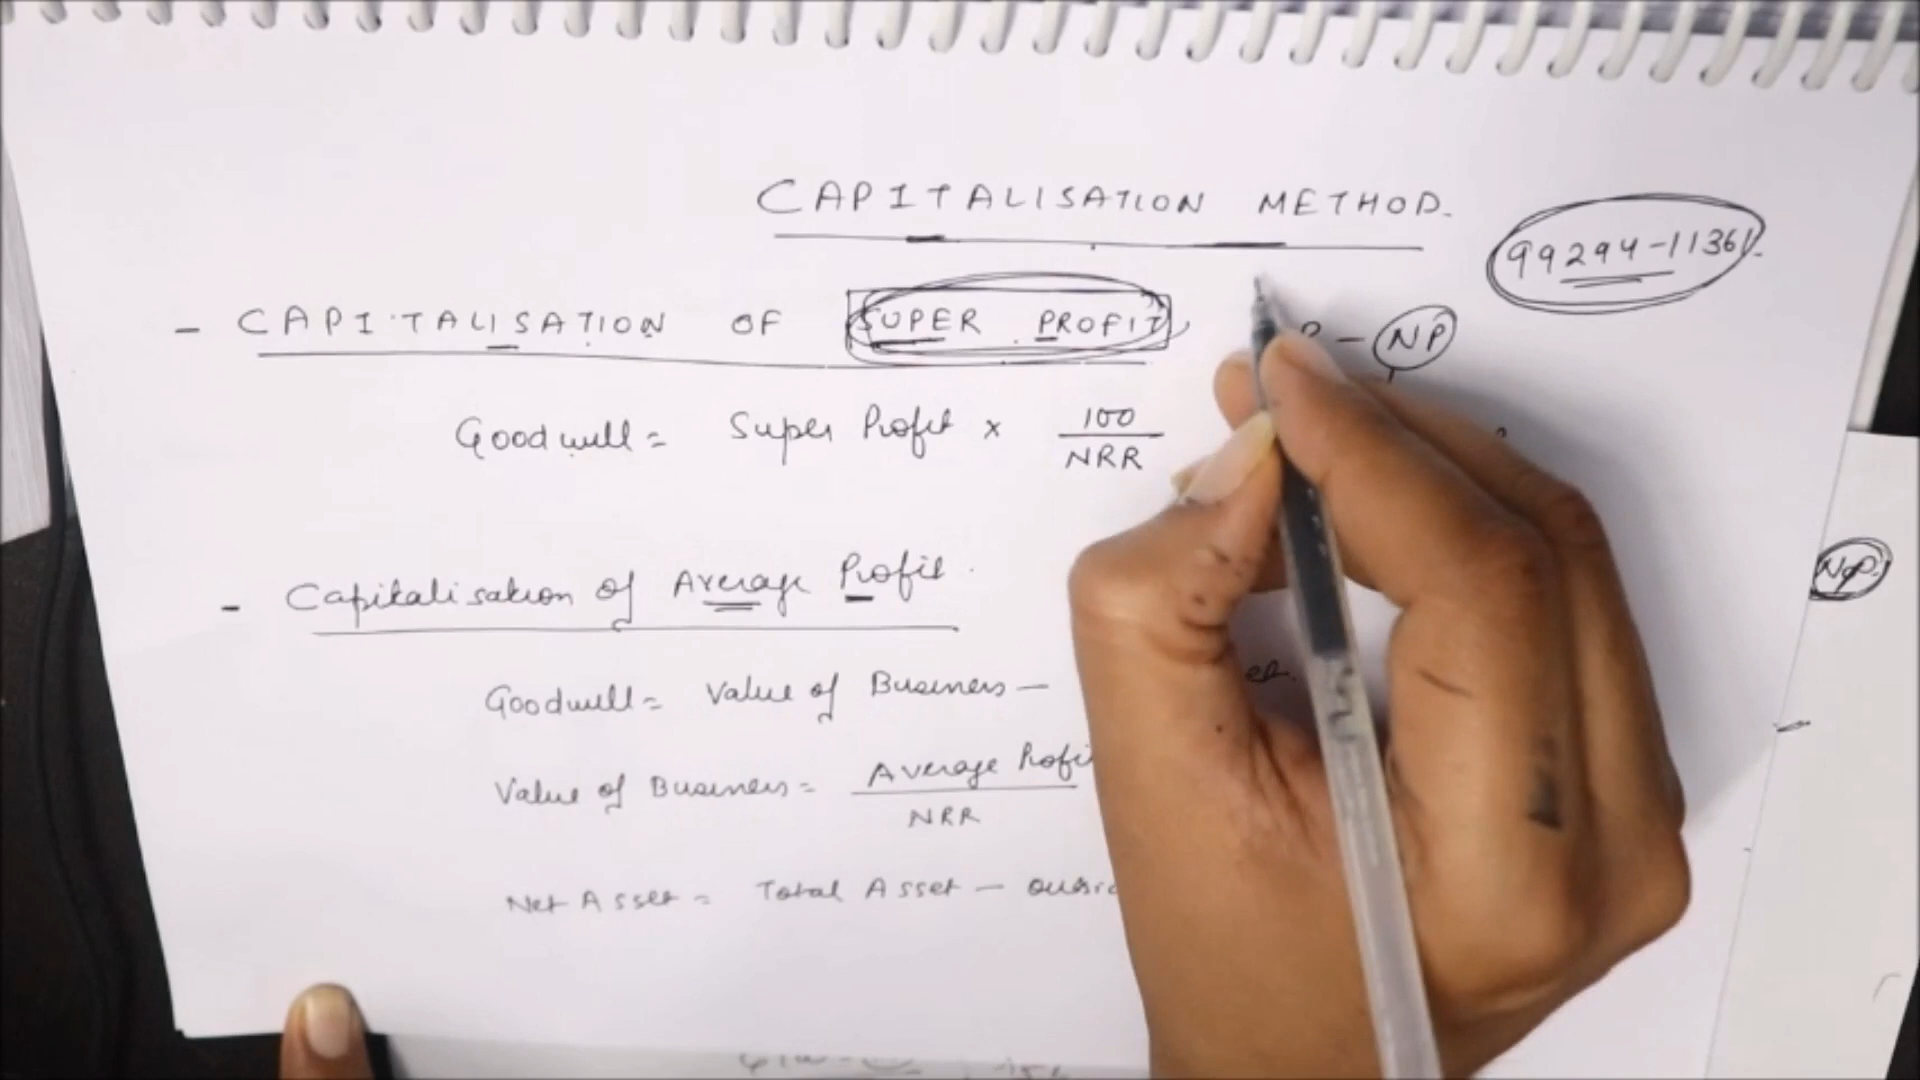 CAPITALISATION METHOD.
99294-11361.
- CAPITALISATION OF SUPER PROFIT
- NP
Goodwill = Super Profit × 100 / NRR
NP
- Capitalisation of Average Profit.
Goodwill = Value of Business -
Value of Business = Average Profit / NRR
Net Asset = Total Asset -